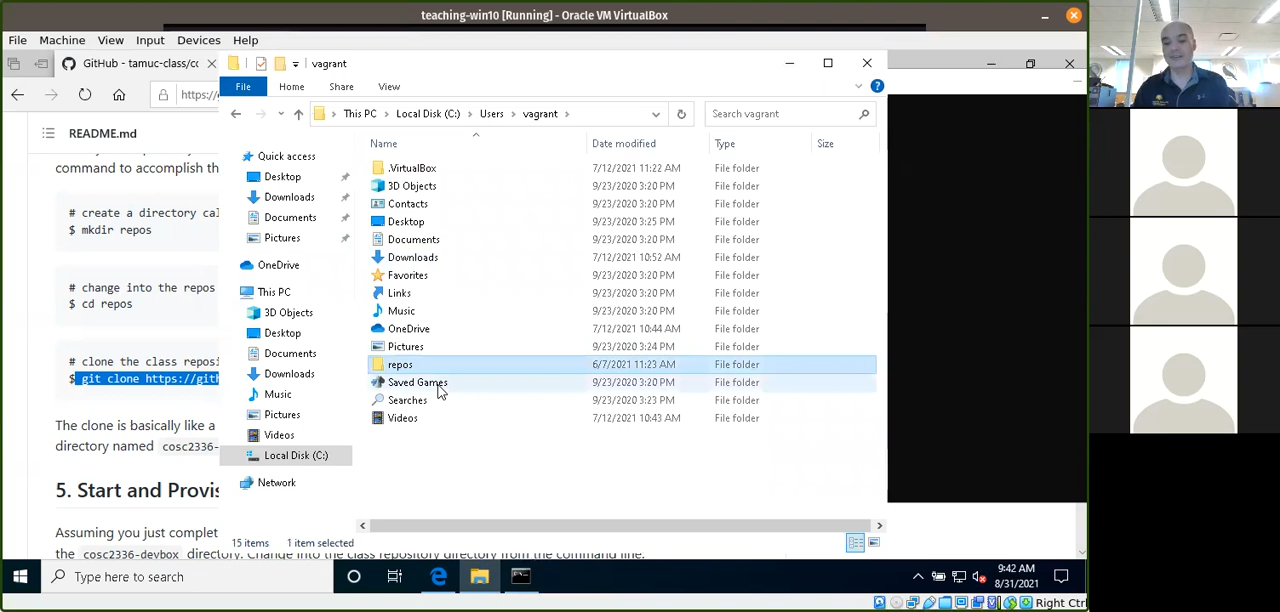 teaching-win10 [Running] - Oracle VM VirtualBox
File Machine View Input Devices Help
GitHub - tamuc-class/co
vagrant
File Home Share View
https://g
This PC Local Disk (C:) Users vagrant
Search vagrant
README.md
command to accomplish th
# create a directory cal
$ mkdir repos
# change into the repos
$ cd repos
# clone the class reposi
$ git clone https://gith
The clone is basically like a
directory named cosc2336-
5. Start and Provis
Assuming you just complet
the cosc2336-devbox directory. Change into the class repository directory from the command line.
Quick access
Desktop
Downloads
Documents
Pictures
OneDrive
This PC
3D Objects
Desktop
Documents
Downloads
Music
Pictures
Videos
Local Disk (C:)
Network
Name Date modified Type Size
.VirtualBox 7/12/2021 11:22 AM File folder
3D Objects 9/23/2020 3:20 PM File folder
Contacts 9/23/2020 3:20 PM File folder
Desktop 9/23/2020 3:25 PM File folder
Documents 9/23/2020 3:20 PM File folder
Downloads 7/12/2021 10:52 AM File folder
Favorites 9/23/2020 3:20 PM File folder
Links 9/23/2020 3:20 PM File folder
Music 9/23/2020 3:20 PM File folder
OneDrive 7/12/2021 10:44 AM File folder
Pictures 9/23/2020 3:24 PM File folder
repos 6/7/2021 11:23 AM File folder
Saved Games 9/23/2020 3:20 PM File folder
Searches 9/23/2020 3:23 PM File folder
Videos 7/12/2021 10:43 AM File folder
15 items 1 item selected
Type here to search
9:42 AM
8/31/2021
Right Ctrl